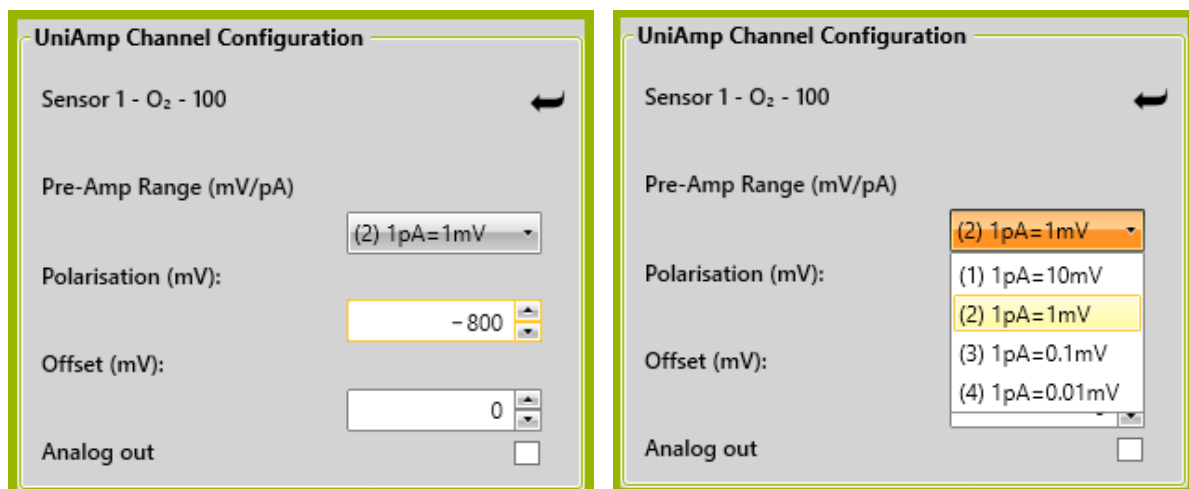 UniAmp Channel Configuration
Sensor 1 - O₂ - 100
Pre-Amp Range (mV/pA)
(2) 1pA=1mV
Polarisation (mV):
-800
Offset (mV):
0
Analog out
UniAmp Channel Configuration
Sensor 1 - O₂ - 100
Pre-Amp Range (mV/pA)
(2) 1pA=1mV
Polarisation (mV):
(1) 1pA=10mV
(2) 1pA=1mV
Offset (mV):
(3) 1pA=0.1mV
(4) 1pA=0.01mV
Analog out